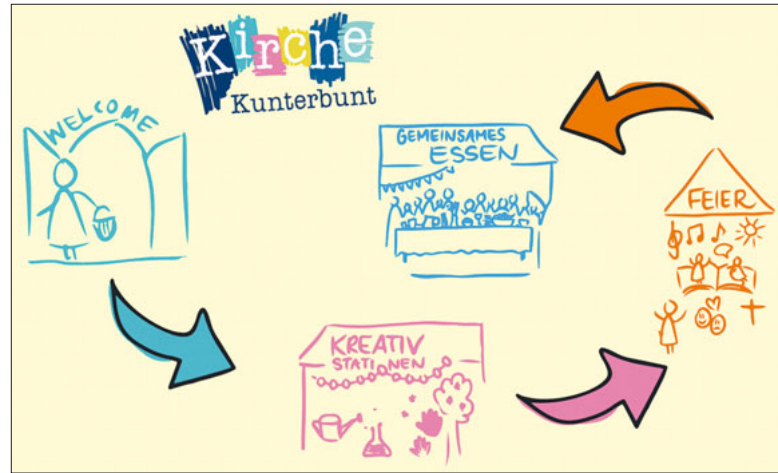 Kirche
Kunterbunt
WELCOME
GEMEINSAMES
ESSEN
FEIER
KREATIV
STATIONEN